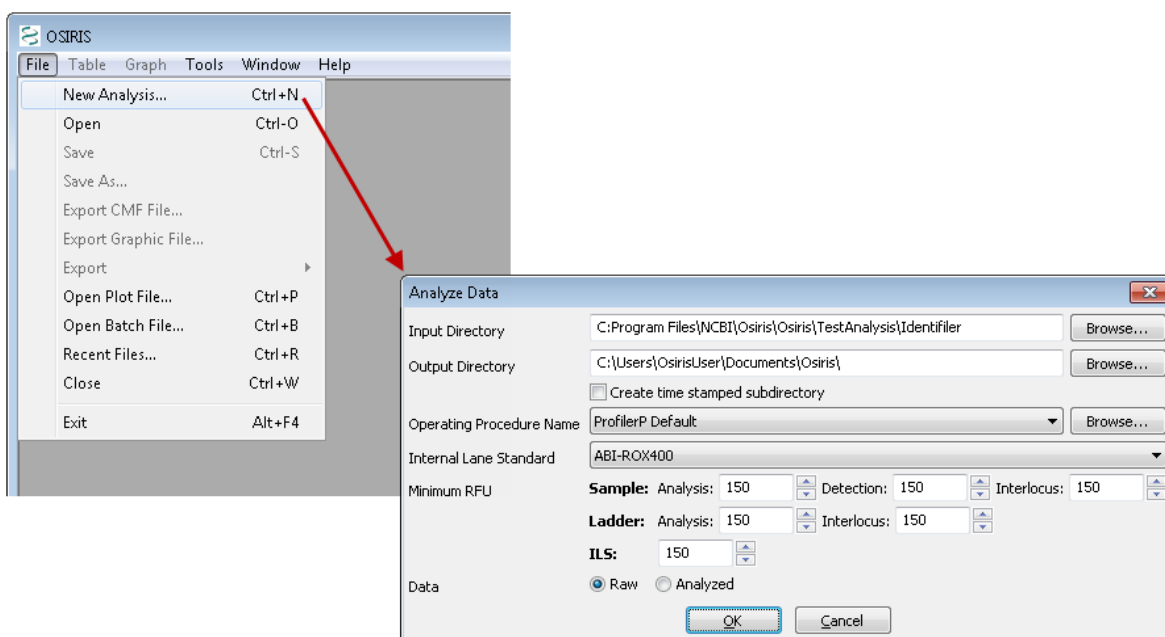 OSIRIS
File Table Graph Tools Window Help
New Analysis... Ctrl+N
Open Ctrl-O
Save Ctrl-S
Save As...
Export CMF File...
Export Graphic File...
Export
Open Plot File... Ctrl+P
Open Batch File... Ctrl+B
Recent Files... Ctrl+R
Close Ctrl+W
Exit Alt+F4
Analyze Data
Input Directory C:Program Files\NCBI\Osiris\Osiris\TestAnalysis\Identifiler Browse...
Output Directory C:\Users\OsirisUser\Documents\Osiris\ Browse...
Create time stamped subdirectory
Operating Procedure Name ProfilerP Default Browse...
Internal Lane Standard ABI-ROX400
Minimum RFU Sample: Analysis: 150 Detection: 150 Interlocus: 150
Ladder: Analysis: 150 Interlocus: 150
ILS: 150
Data Raw Analyzed
OK Cancel